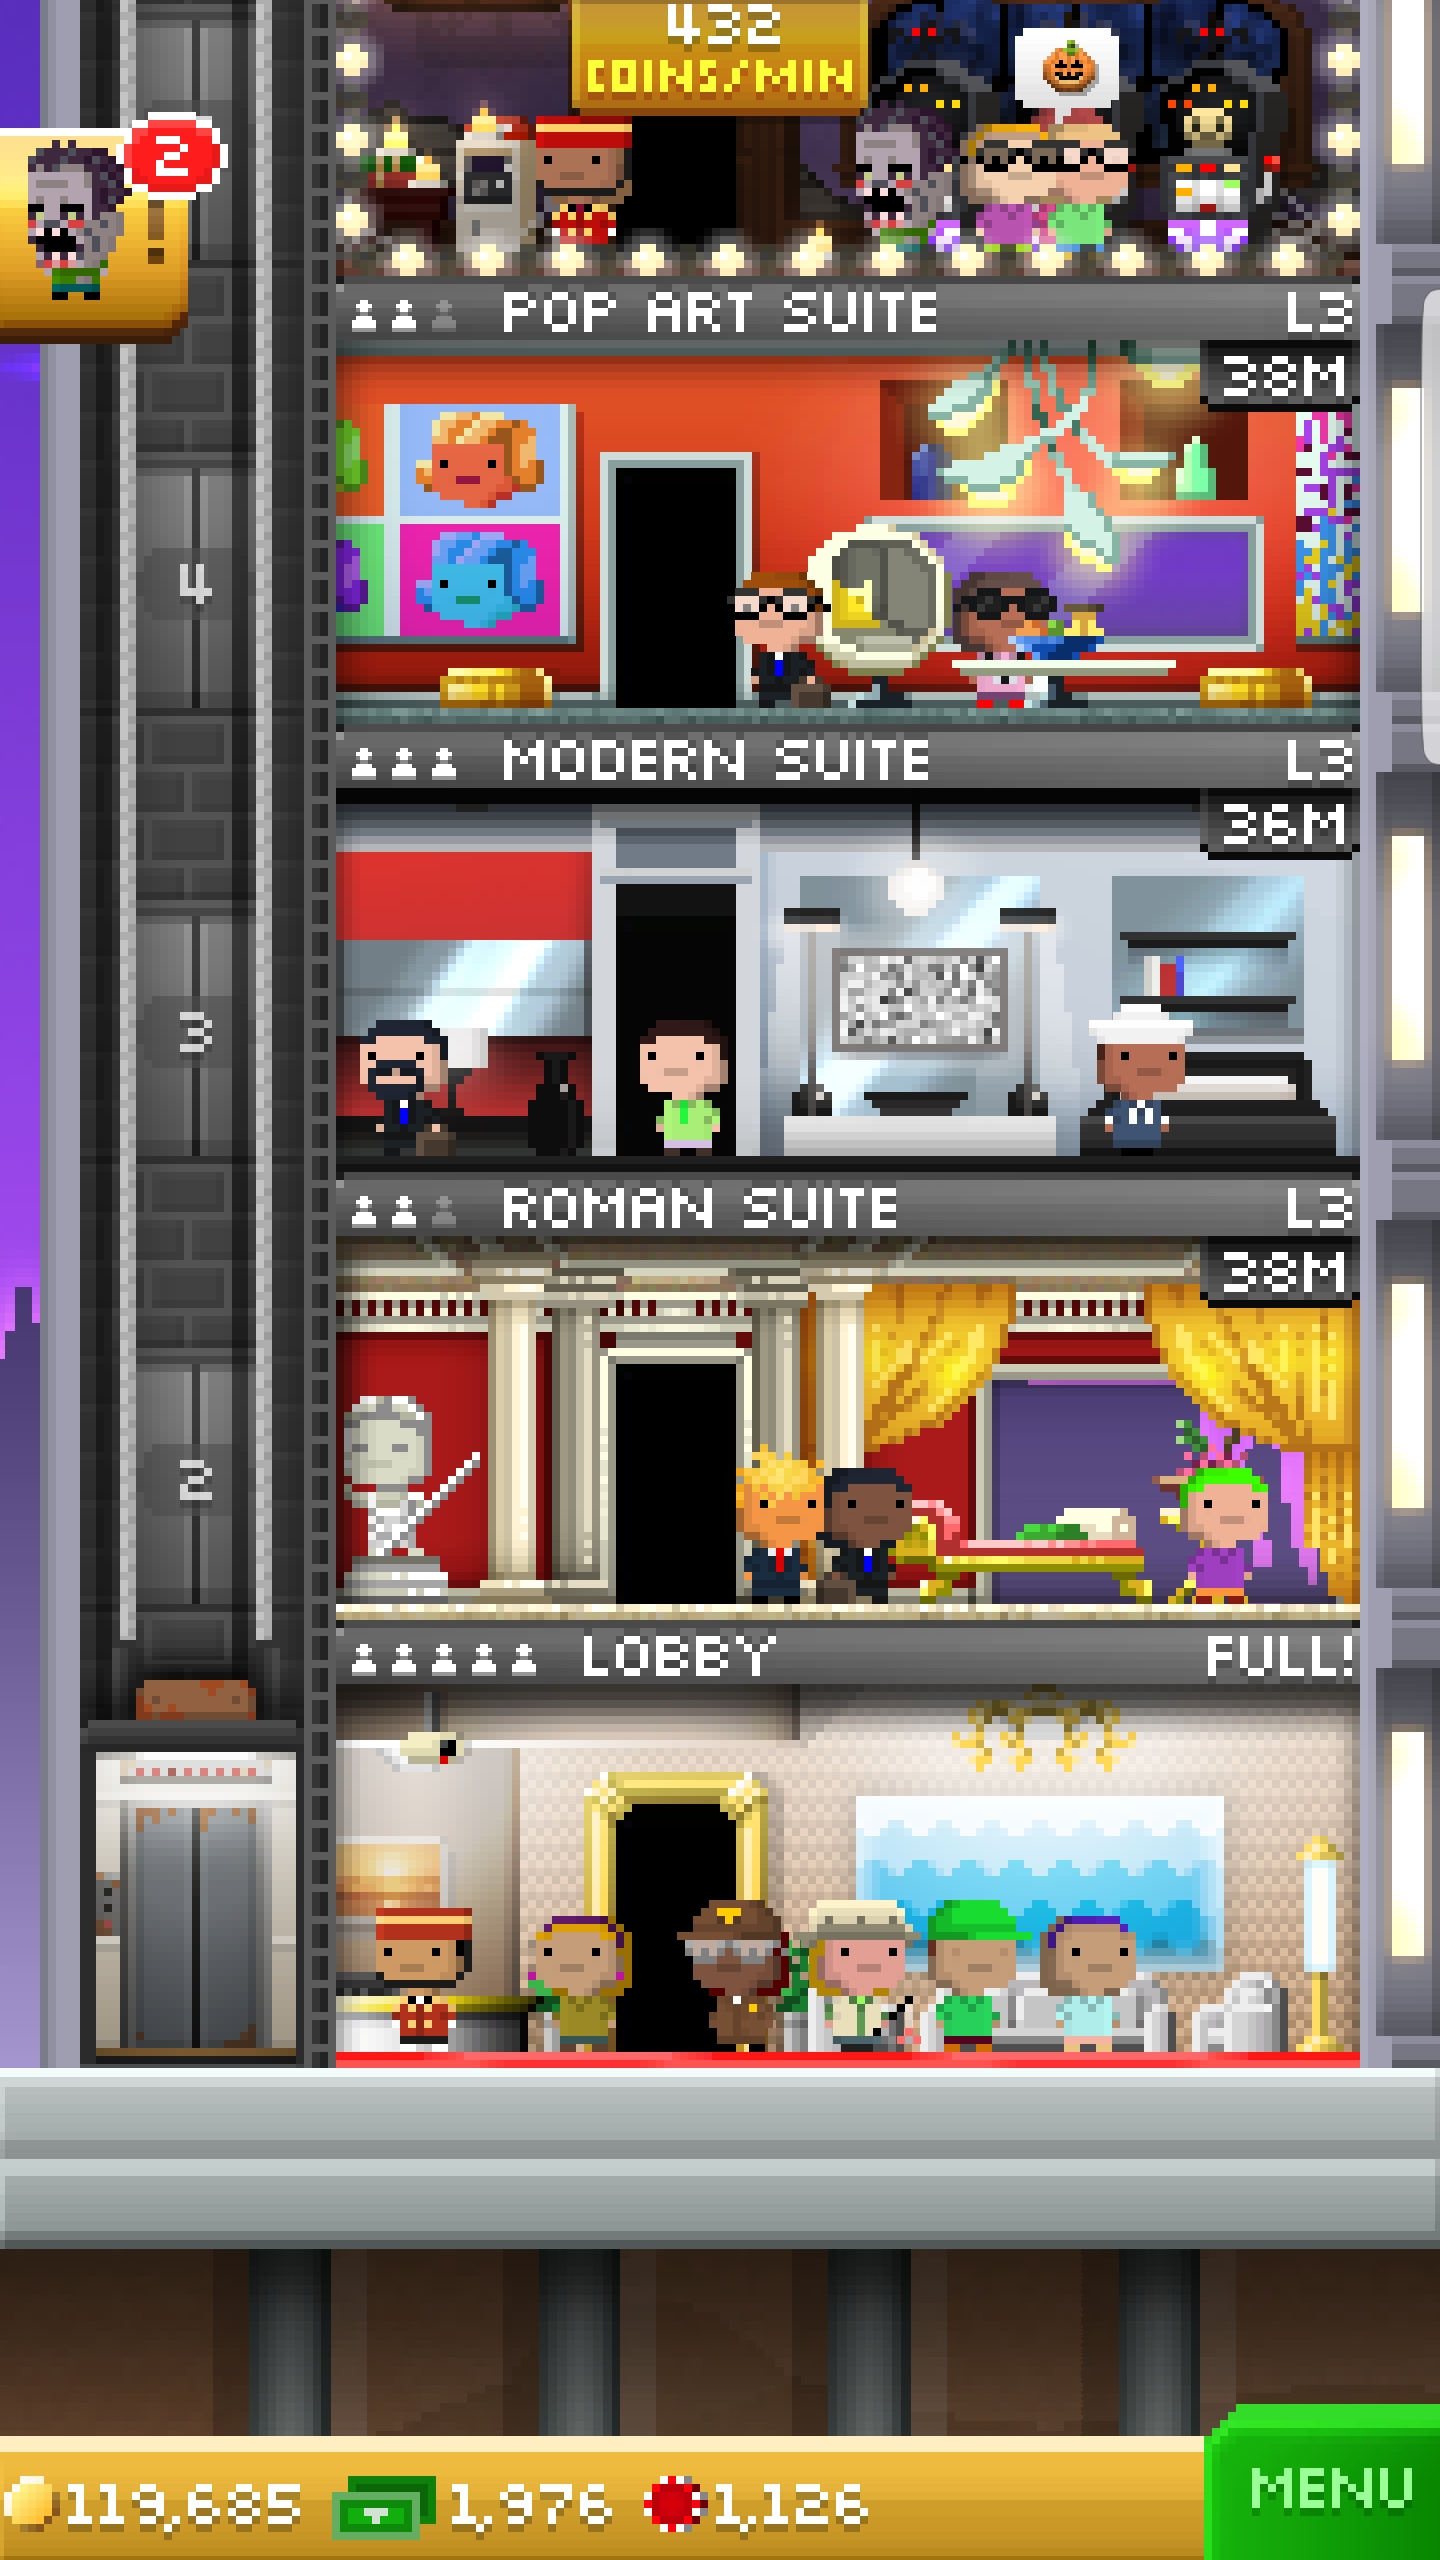 432
COINS/MIN
2
!
POP ART SUITE L3
38M
4
MODERN SUITE L3
36M
3
ROMAN SUITE L3
38M
2
LOBBY FULL!
119,685 1,976 1,126
MENU